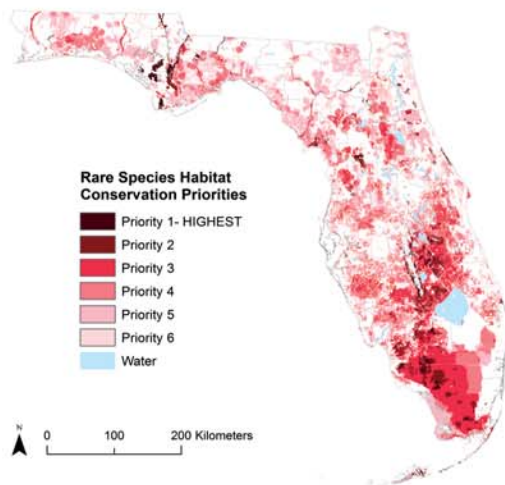 Rare Species Habitat
Conservation Priorities
Priority 1- HIGHEST
Priority 2
Priority 3
Priority 4
Priority 5
Priority 6
Water
N
0 100 200 Kilometers